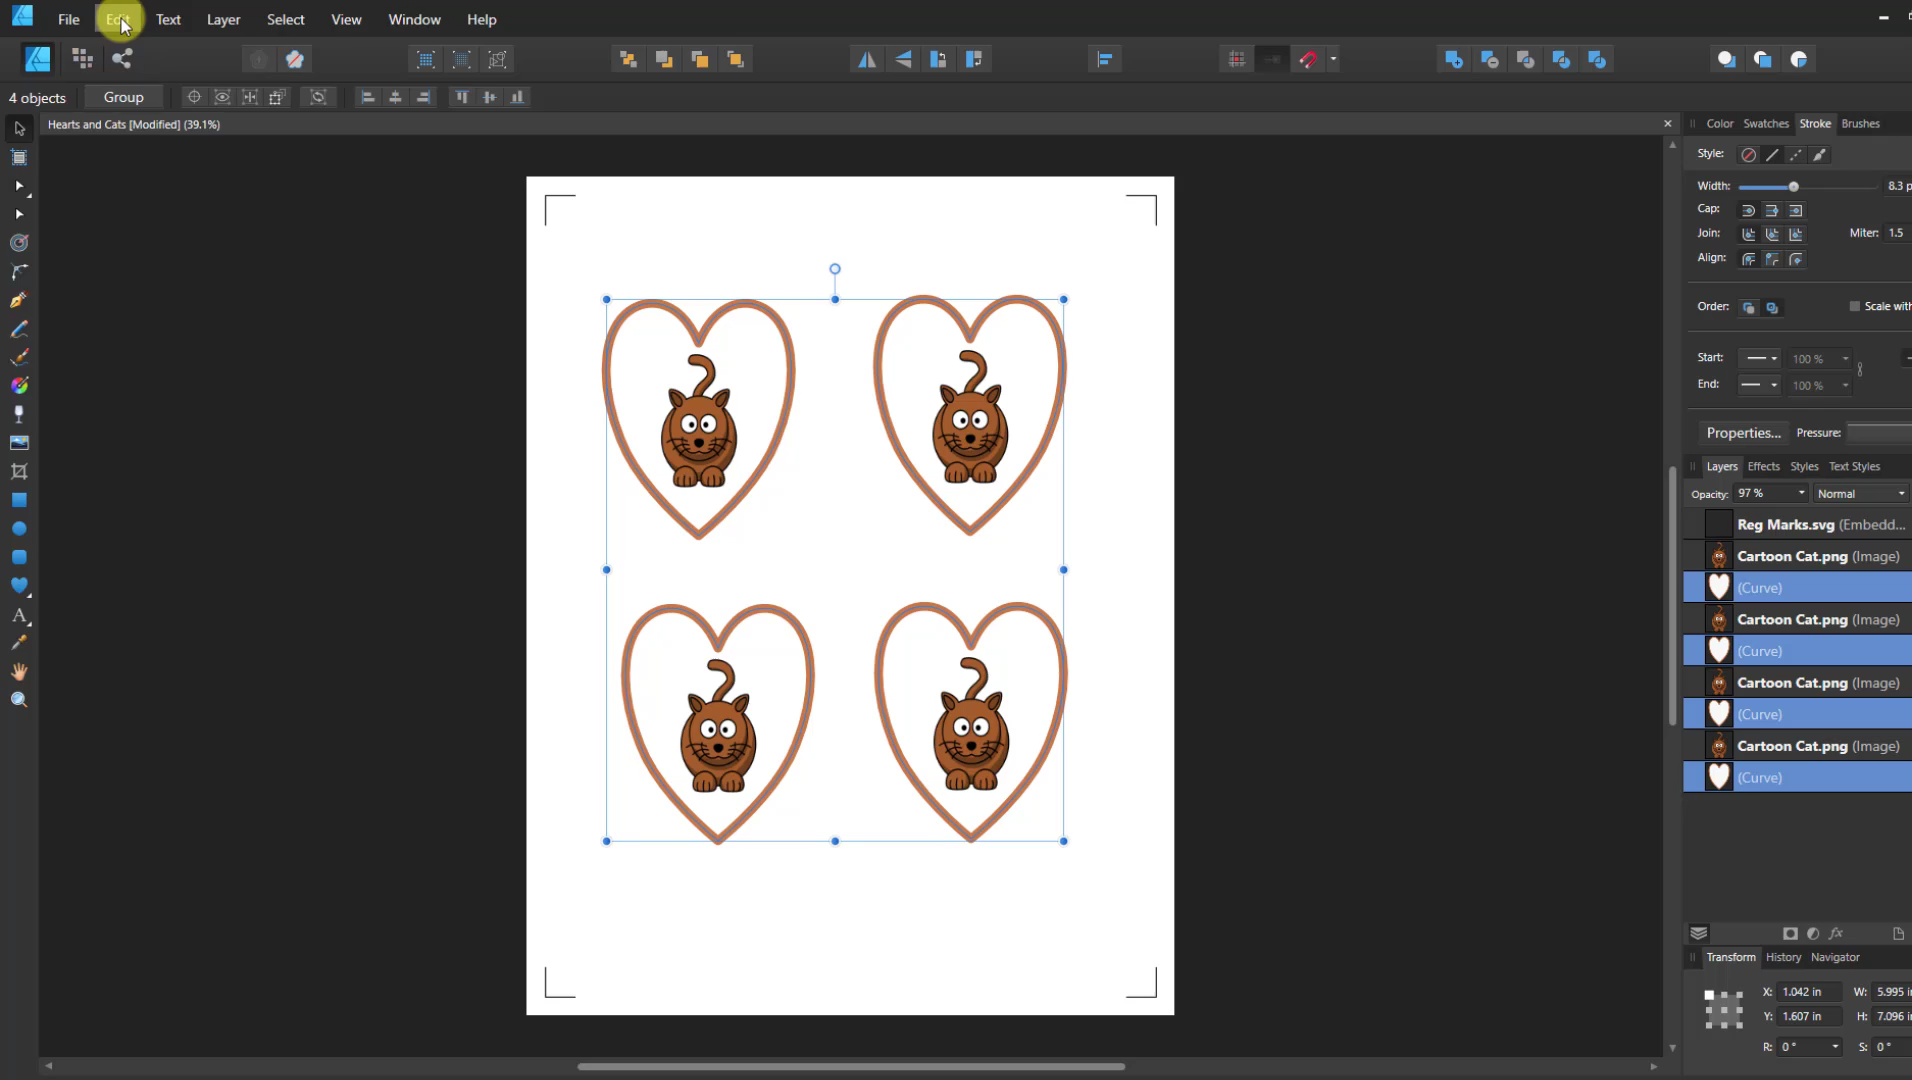 File Edit Text Layer Select View Window Help
4 objects Group
Hearts and Cats [Modified] (39.1%)
Color Swatches Stroke Brushes
Style:
Width: 8.3 p
Cap:
Join: Miter: 1.5
Align:
Order: Scale with
Start: 100 %
End: 100 %
Properties... Pressure:
Layers Effects Styles Text Styles
Opacity: 97 % Normal
Reg Marks.svg (Embedd...
Cartoon Cat.png (Image)
(Curve)
Cartoon Cat.png (Image)
(Curve)
Cartoon Cat.png (Image)
(Curve)
Cartoon Cat.png (Image)
(Curve)
fx
Transform History Navigator
X: 1.042 in W: 5.995 in
Y: 1.607 in H: 7.096 in
R: 0 ° S: 0 °